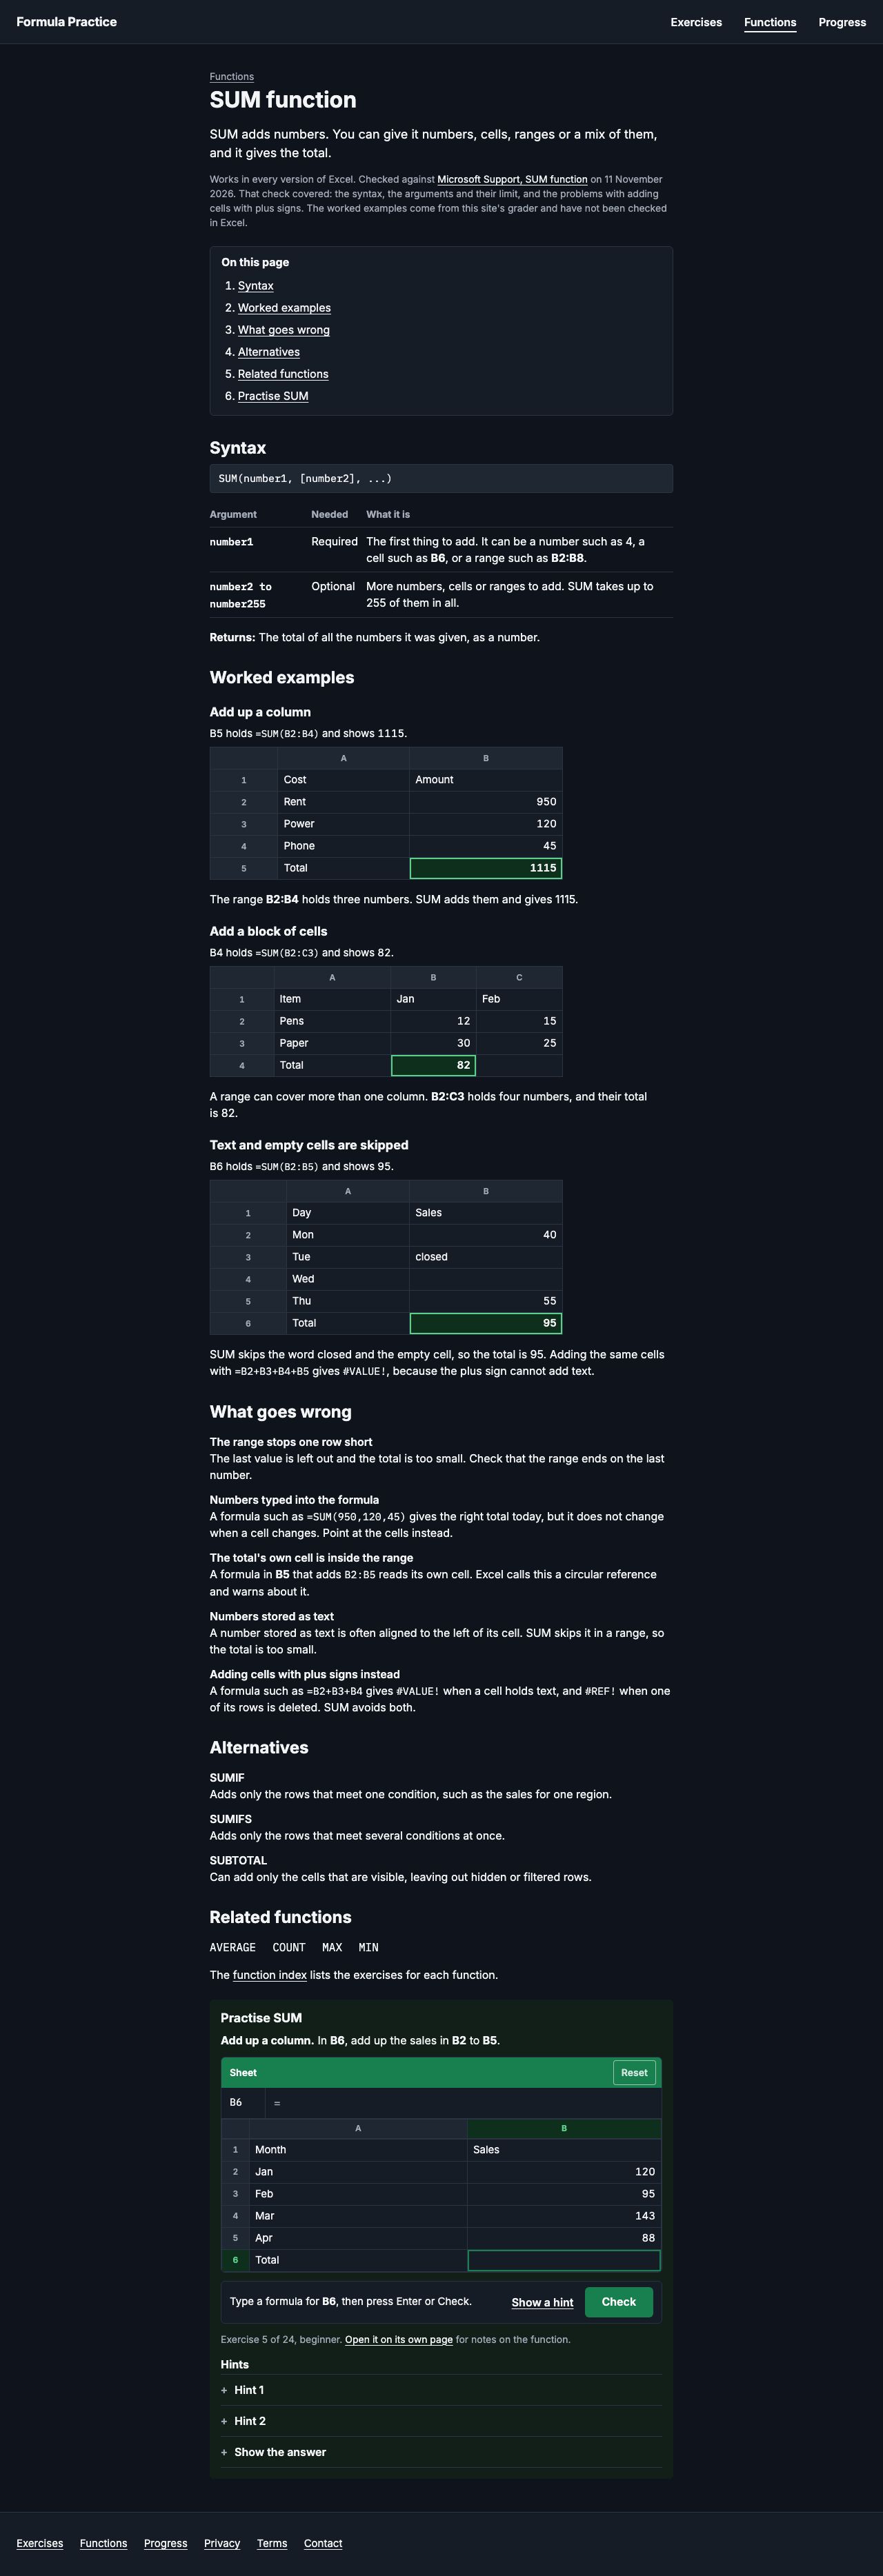 Formula Practice
Exercises Functions Progress
Functions
SUM function
SUM adds numbers. You can give it numbers, cells, ranges or a mix of them,
and it gives the total.
Works in every version of Excel. Checked against Microsoft Support, SUM function on 11 November
2026. That check covered: the syntax, the arguments and their limit, and the problems with adding
cells with plus signs. The worked examples come from this site's grader and have not been checked
in Excel.
On this page
1. Syntax
2. Worked examples
3. What goes wrong
4. Alternatives
5. Related functions
6. Practise SUM
Syntax
SUM(number1, [number2], ...)
Argument Needed What it is
number1 Required The first thing to add. It can be a number such as 4, a
cell such as B6, or a range such as B2:B8.
number2 to Optional More numbers, cells or ranges to add. SUM takes up to
number255 255 of them in all.
Returns: The total of all the numbers it was given, as a number.
Worked examples
Add up a column
B5 holds =SUM(B2:B4) and shows 1115.
A B
1 Cost Amount
2 Rent 950
3 Power 120
4 Phone 45
5 Total 1115
The range B2:B4 holds three numbers. SUM adds them and gives 1115.
Add a block of cells
B4 holds =SUM(B2:C3) and shows 82.
A B C
1 Item Jan Feb
2 Pens 12 15
3 Paper 30 25
4 Total 82
A range can cover more than one column. B2:C3 holds four numbers, and their total
is 82.
Text and empty cells are skipped
B6 holds =SUM(B2:B5) and shows 95.
A B
1 Day Sales
2 Mon 40
3 Tue closed
4 Wed
5 Thu 55
6 Total 95
SUM skips the word closed and the empty cell, so the total is 95. Adding the same cells
with =B2+B3+B4+B5 gives #VALUE!, because the plus sign cannot add text.
What goes wrong
The range stops one row short
The last value is left out and the total is too small. Check that the range ends on the last
number.
Numbers typed into the formula
A formula such as =SUM(950,120,45) gives the right total today, but it does not change
when a cell changes. Point at the cells instead.
The total's own cell is inside the range
A formula in B5 that adds B2:B5 reads its own cell. Excel calls this a circular reference
and warns about it.
Numbers stored as text
A number stored as text is often aligned to the left of its cell. SUM skips it in a range, so
the total is too small.
Adding cells with plus signs instead
A formula such as =B2+B3+B4 gives #VALUE! when a cell holds text, and #REF! when one
of its rows is deleted. SUM avoids both.
Alternatives
SUMIF
Adds only the rows that meet one condition, such as the sales for one region.
SUMIFS
Adds only the rows that meet several conditions at once.
SUBTOTAL
Can add only the cells that are visible, leaving out hidden or filtered rows.
Related functions
AVERAGE COUNT MAX MIN
The function index lists the exercises for each function.
Practise SUM
Add up a column. In B6, add up the sales in B2 to B5.
Sheet Reset
B6 =
A B
1 Month Sales
2 Jan 120
3 Feb 95
4 Mar 143
5 Apr 88
6 Total
Type a formula for B6, then press Enter or Check. Show a hint Check
Exercise 5 of 24, beginner. Open it on its own page for notes on the function.
Hints
+ Hint 1
+ Hint 2
+ Show the answer
Exercises Functions Progress Privacy Terms Contact